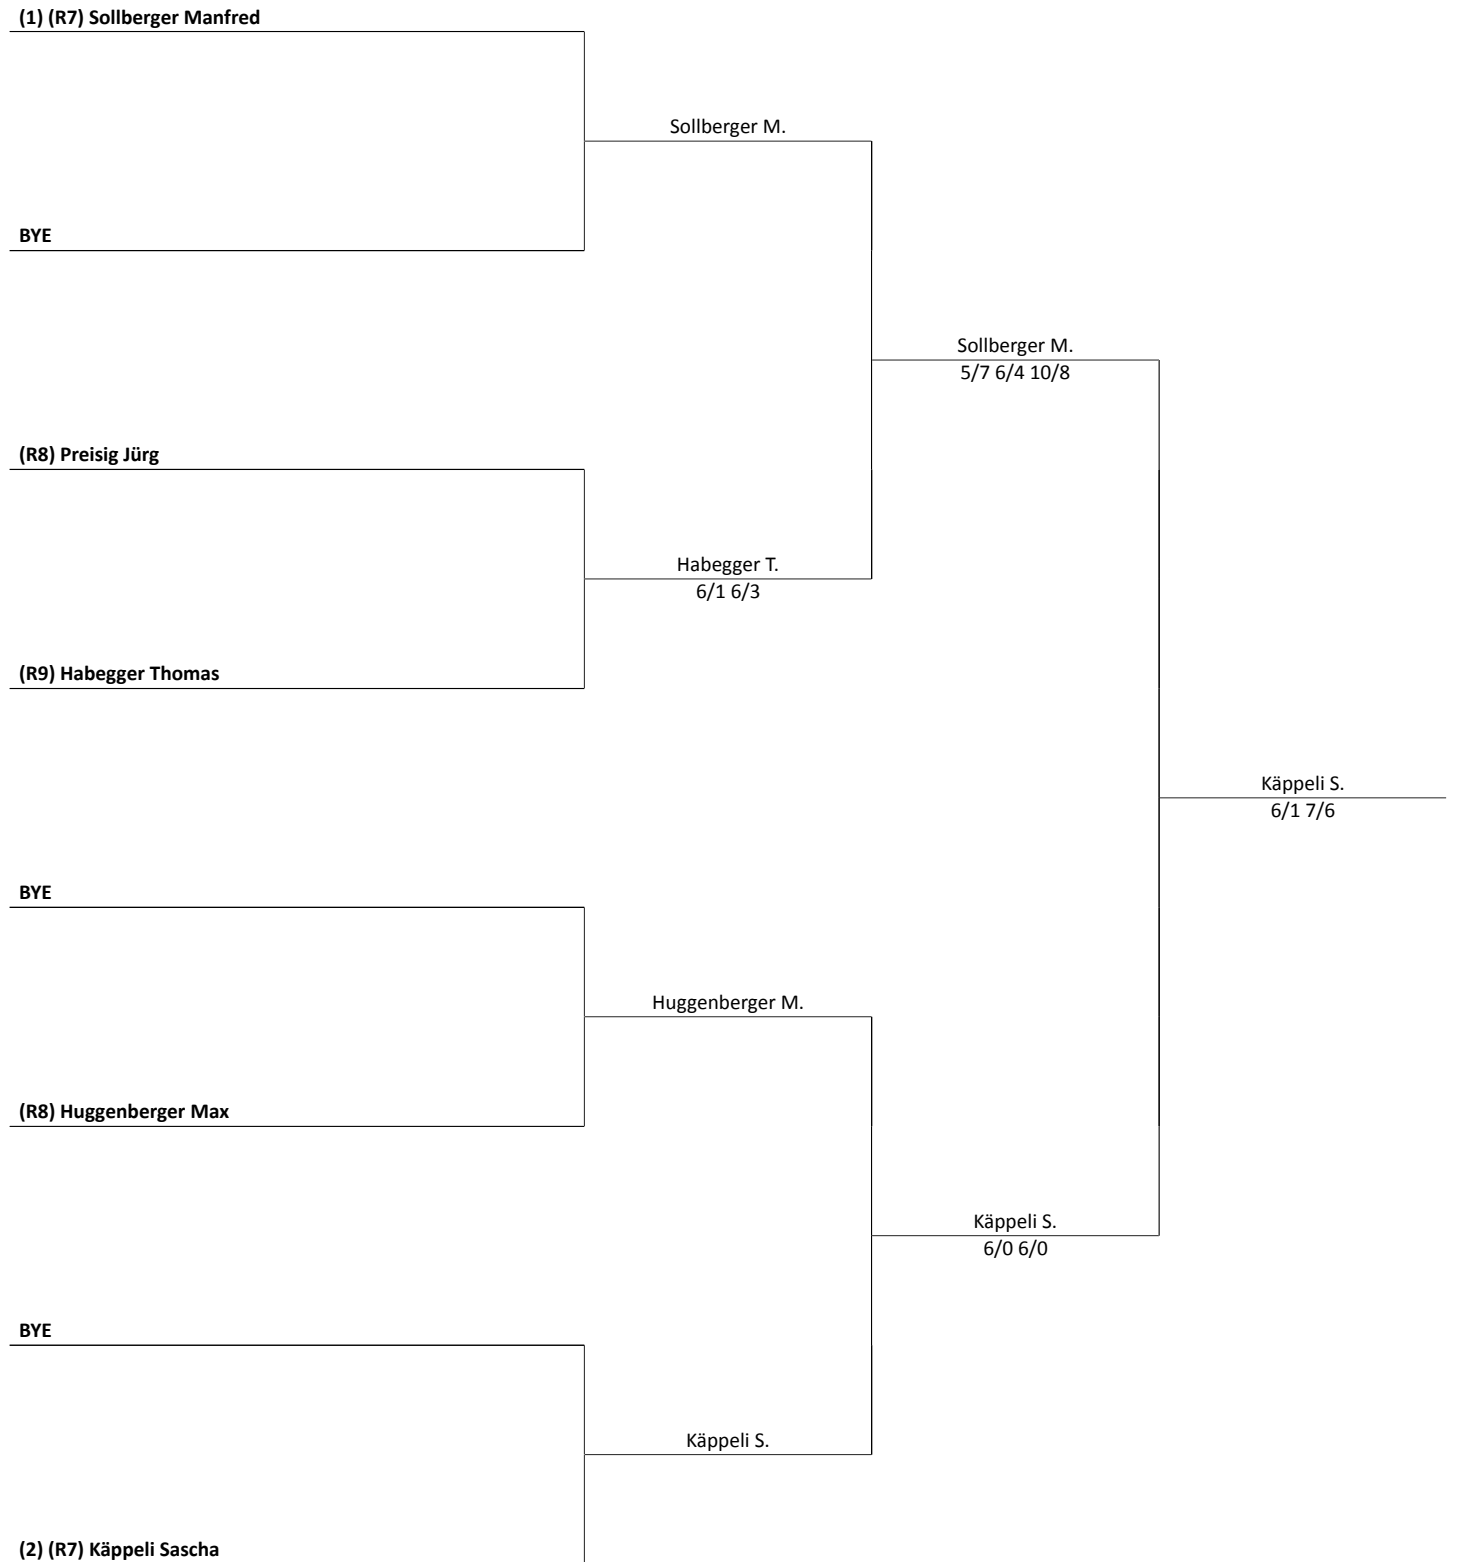 (1) (R7) Sollberger Manfred
Sollberger M.
BYE
Sollberger M.
5/7 6/4 10/8
(R8) Preisig Jürg
Habegger T.
6/1 6/3
(R9) Habegger Thomas
Käppeli S.
6/1 7/6
BYE
Huggenberger M.
(R8) Huggenberger Max
Käppeli S.
6/0 6/0
BYE
Käppeli S.
(2) (R7) Käppeli Sascha